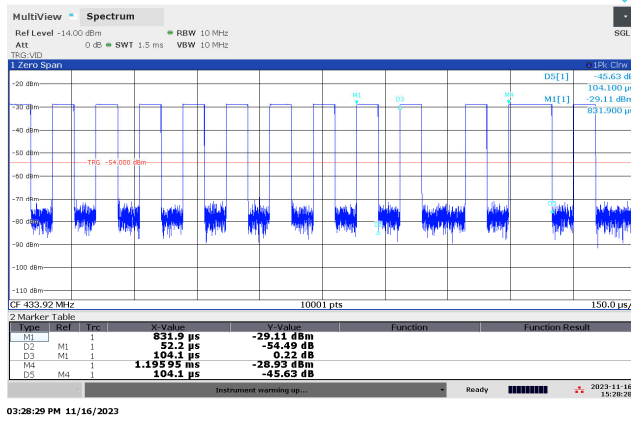 MultiView Spectrum
Ref Level -14.00 dBm RBW 10 MHz SGL
Att 0 dB SWT 1.5 ms VBW 10 MHz
TRG:VID
1 Zero Span 1Pk Clrw
D5[1] -45.63 dB
104.100 µs
M1[1] -29.11 dBm
831.900 µs
M1
D3
M4
D5
-20 dBm
-30 dBm
-40 dBm
-50 dBm
TRG -54.000 dBm
-60 dBm
-70 dBm
-80 dBm
-90 dBm
-100 dBm
-110 dBm
CF 433.92 MHz 10001 pts 150.0 µs/
2 Marker Table
Type Ref Trc X-Value Y-Value Function Function Result
M1 1 831.9 µs -29.11 dBm
D2 M1 1 52.2 µs -54.49 dB
D3 M1 1 104.1 µs 0.22 dB
M4 1 1.19595 ms -28.93 dBm
D5 M4 1 104.1 µs -45.63 dB
Instrument warming up... Ready 2023-11-16
15:28:28
03:28:29 PM 11/16/2023